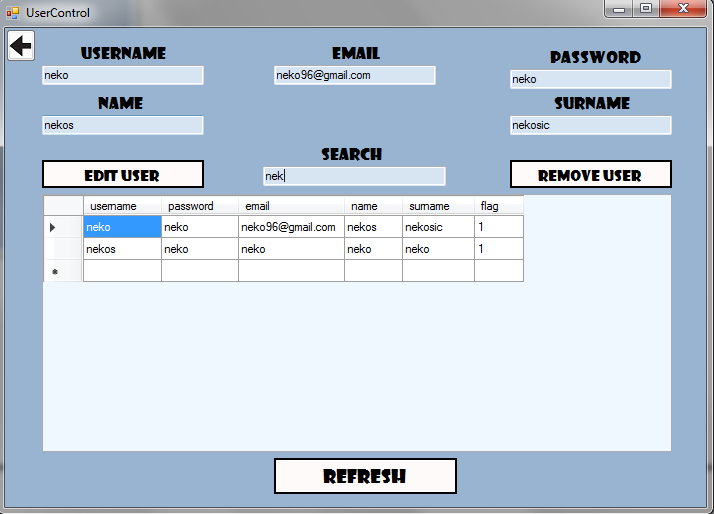 UserControl
USERNAME EMAIL PASSWORD
neko neko96@gmail.com neko
NAME SURNAME
nekos nekosic
SEARCH
EDIT USER nek REMOVE USER
username password email name surname flag
neko neko neko96@gmail.com nekos nekosic 1
nekos neko neko neko neko 1
REFRESH